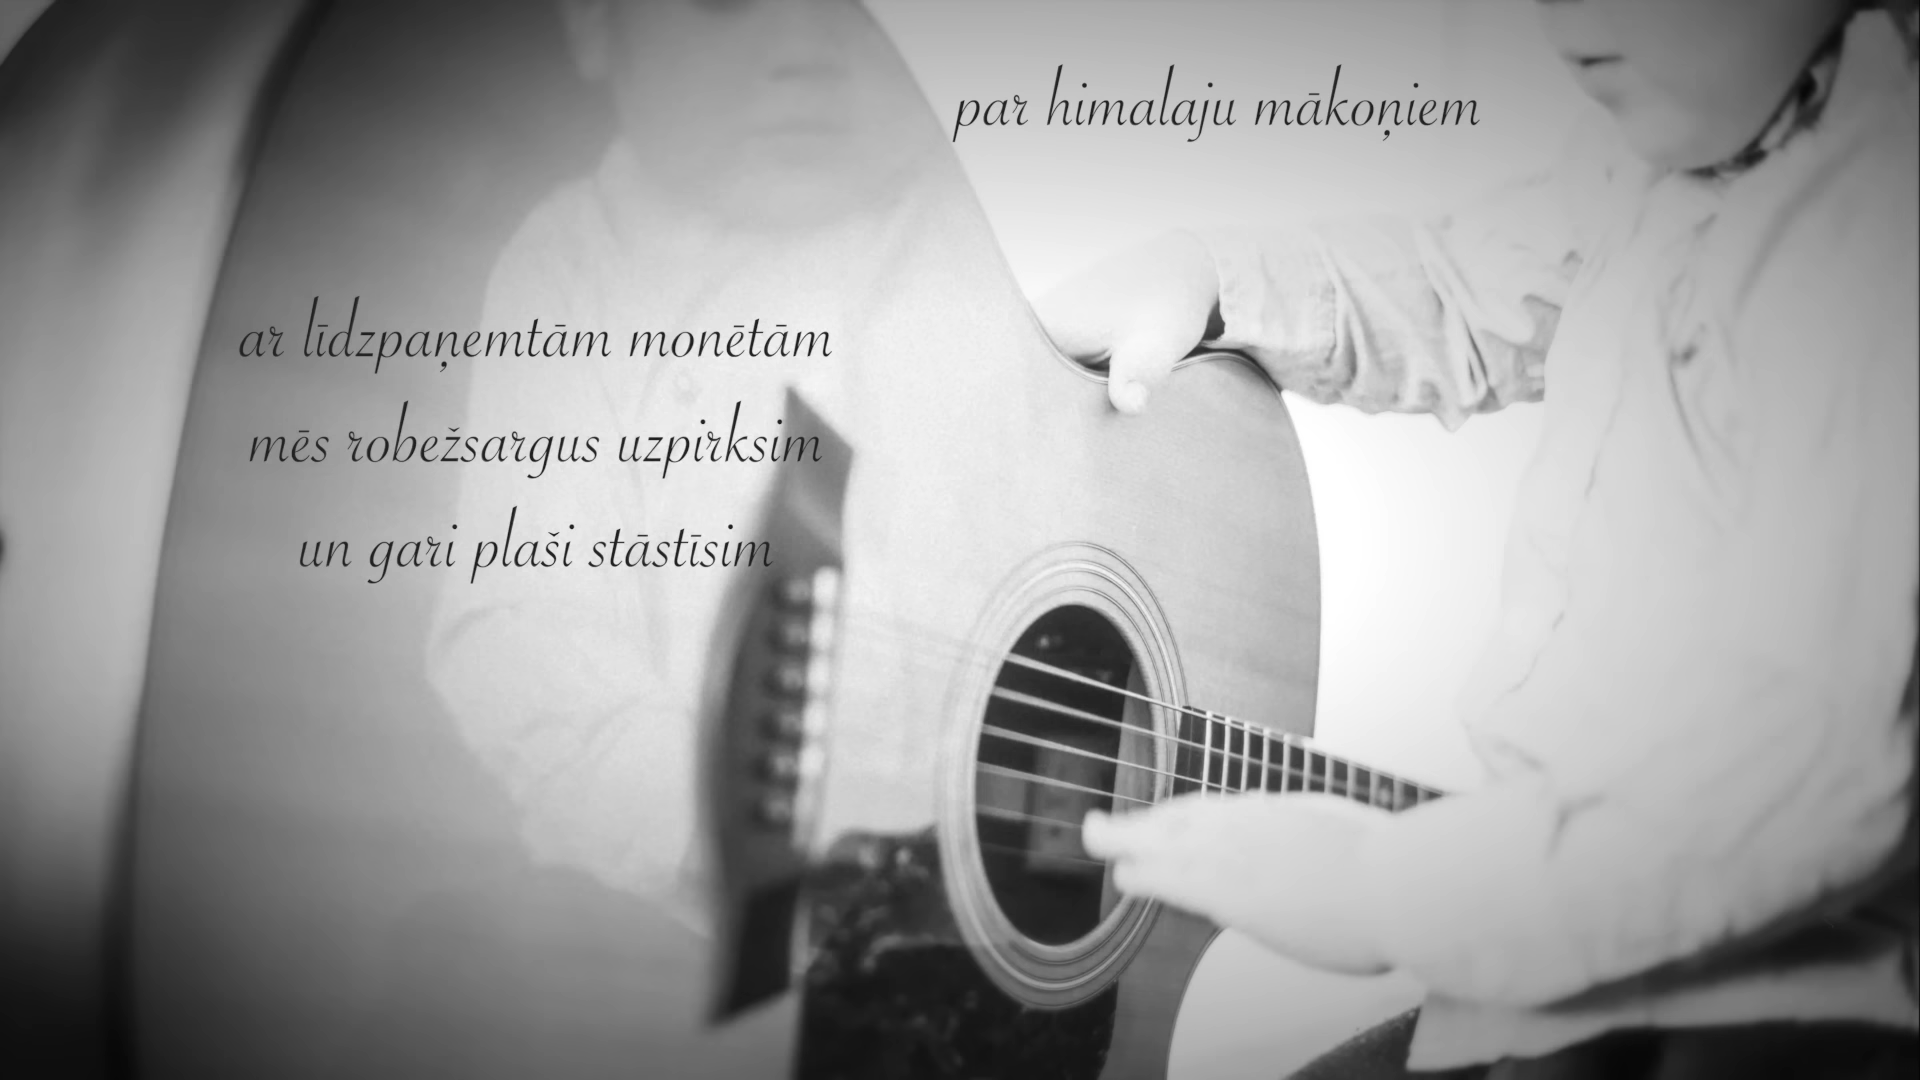 ar līdzpaņemtām monētām
mēs robežsargus uzpirksim
un gari plaši stāstīsim
par himalaju mākoņiem